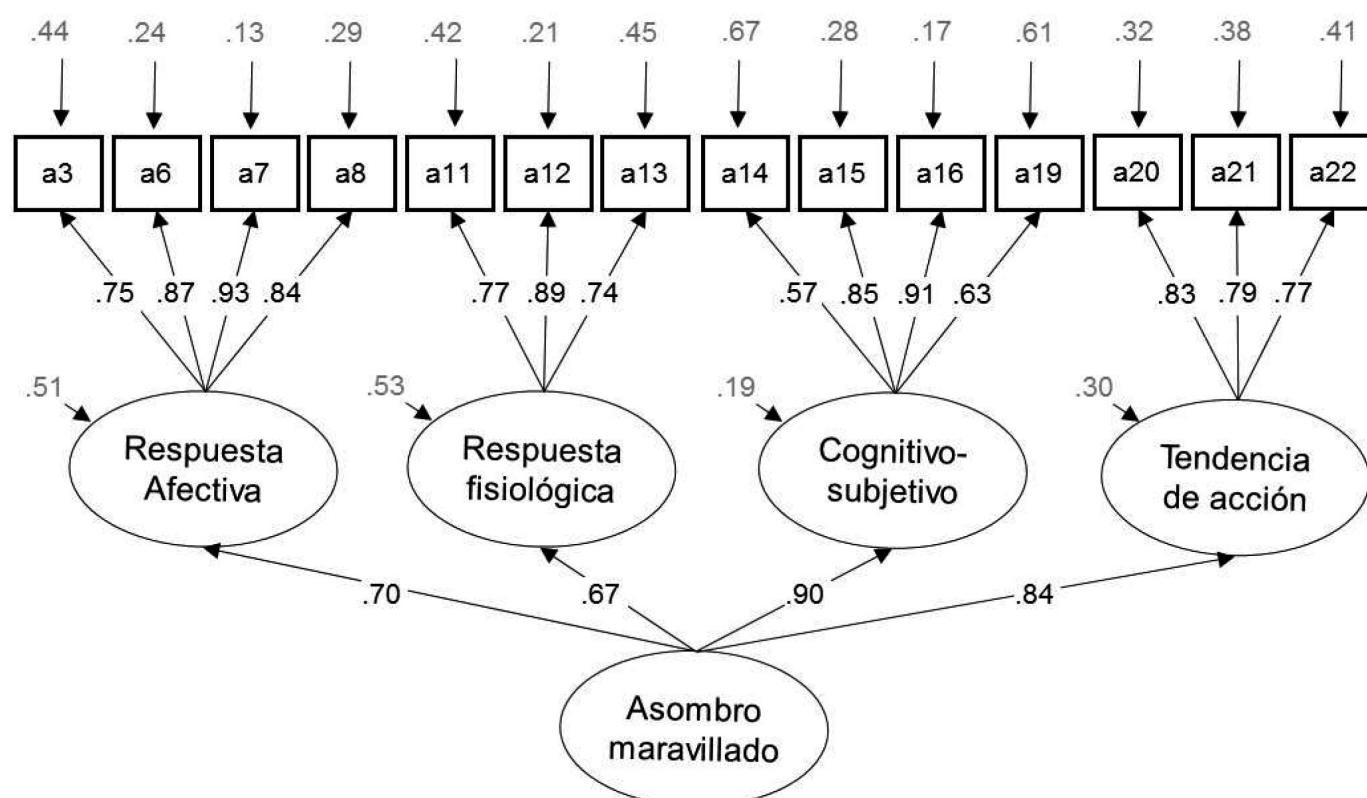 .44 .24 .13 .29 .42 .21 .45 .67 .28 .17 .61 .32 .38 .41
a3 a6 a7 a8 a11 a12 a13 a14 a15 a16 a19 a20 a21 a22
.75 .87 .93 .84 .77 .89 .74 .57 .85 .91 .63 .83 .79 .77
.51 .53 .19 .30
Respuesta
Afectiva
Respuesta
fisiológica
Cognitivo-
subjetivo
Tendencia
de acción
.70 .67 .90 .84
Asombro
maravillado